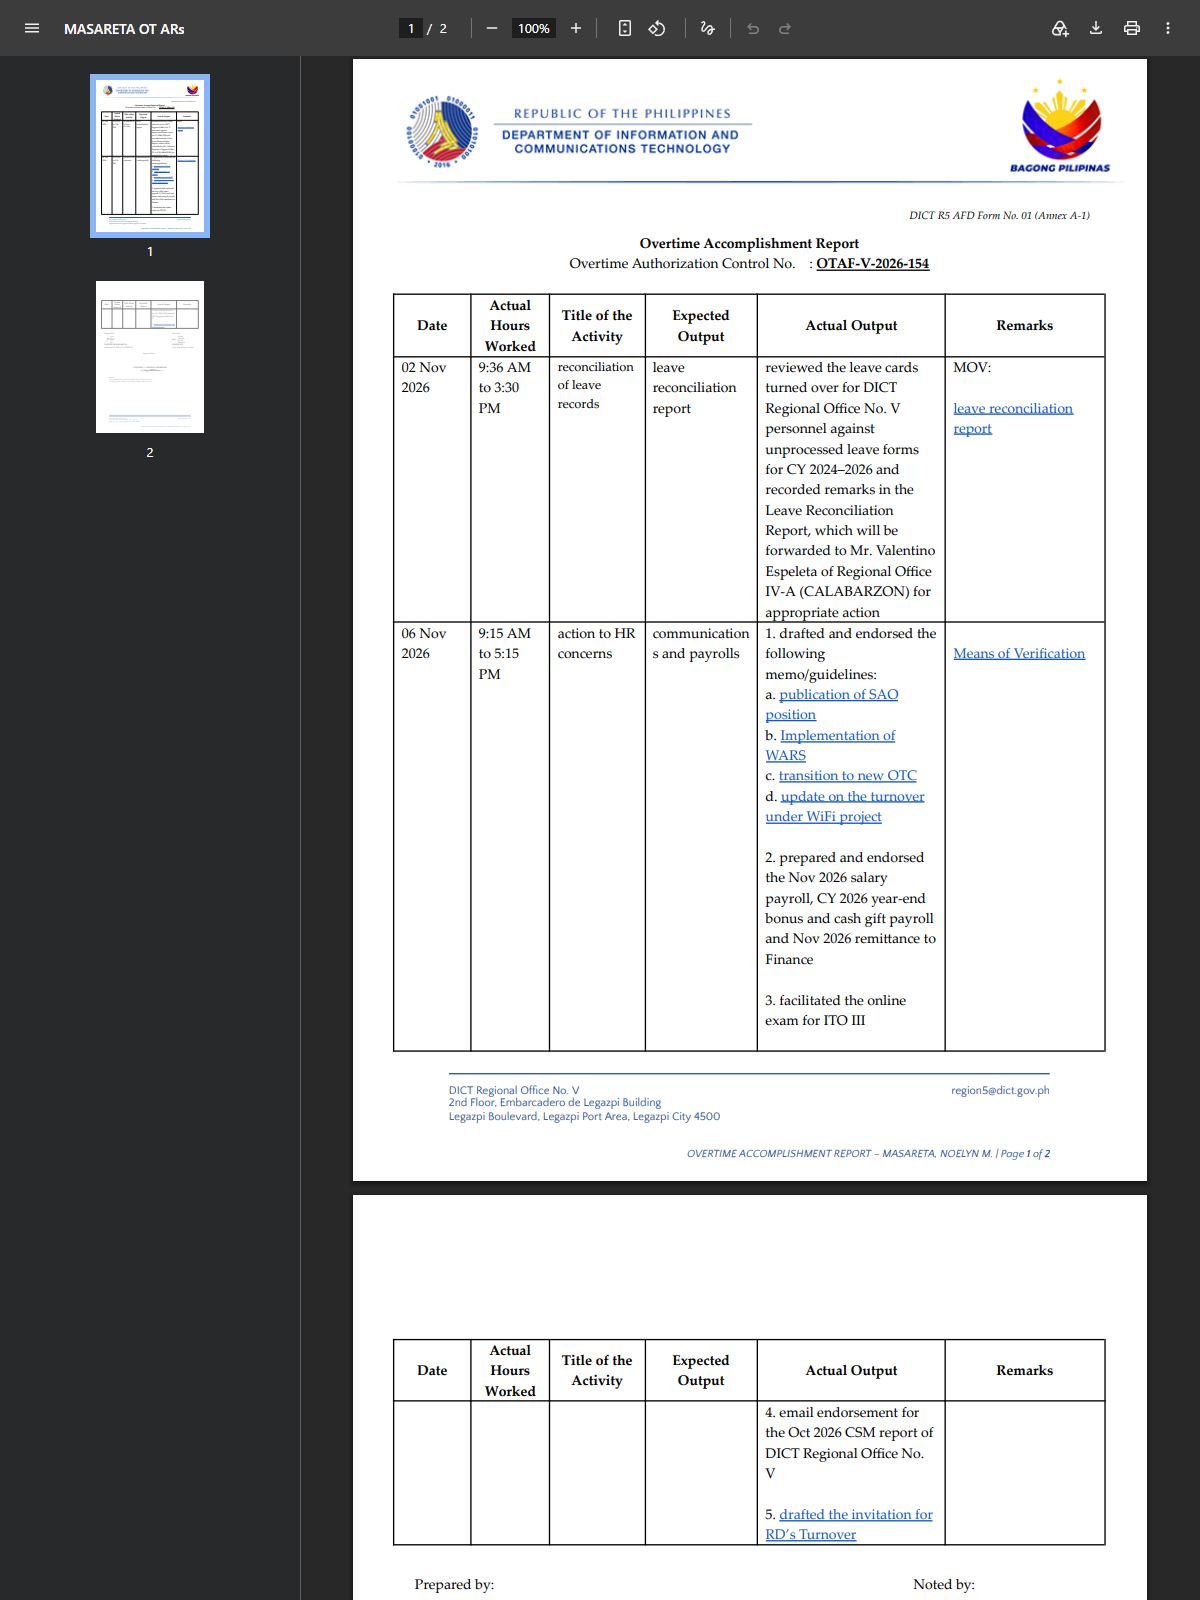 MASARETA OT ARs
1 / 2
100%
1
2
REPUBLIC OF THE PHILIPPINES
DEPARTMENT OF INFORMATION AND
COMMUNICATIONS TECHNOLOGY
2016
BAGONG PILIPINAS
DICT R5 AFD Form No. 01 (Annex A-1)
Overtime Accomplishment Report
Overtime Authorization Control No. : OTAF-V-2026-154
Date
Actual
Hours
Worked
Title of the
Activity
Expected
Output
Actual Output
Remarks
02 Nov
2026
9:36 AM
to 3:30
PM
reconciliation
of leave
records
leave
reconciliation
report
reviewed the leave cards
turned over for DICT
Regional Office No. V
personnel against
unprocessed leave forms
for CY 2024–2026 and
recorded remarks in the
Leave Reconciliation
Report, which will be
forwarded to Mr. Valentino
Espeleta of Regional Office
IV-A (CALABARZON) for
appropriate action
MOV:
leave reconciliation
report
06 Nov
2026
9:15 AM
to 5:15
PM
action to HR
concerns
communication
s and payrolls
1. drafted and endorsed the
following
memo/guidelines:
a. publication of SAO
position
b. Implementation of
WARS
c. transition to new OTC
d. update on the turnover
under WiFi project
2. prepared and endorsed
the Nov 2026 salary
payroll, CY 2026 year-end
bonus and cash gift payroll
and Nov 2026 remittance to
Finance
3. facilitated the online
exam for ITO III
Means of Verification
DICT Regional Office No. V
2nd Floor, Embarcadero de Legazpi Building
Legazpi Boulevard, Legazpi Port Area, Legazpi City 4500
region5@dict.gov.ph
OVERTIME ACCOMPLISHMENT REPORT – MASARETA, NOELYN M. | Page 1 of 2
Date
Actual
Hours
Worked
Title of the
Activity
Expected
Output
Actual Output
Remarks
4. email endorsement for
the Oct 2026 CSM report of
DICT Regional Office No.
V
5. drafted the invitation for
RD's Turnover
Prepared by:
Noted by: